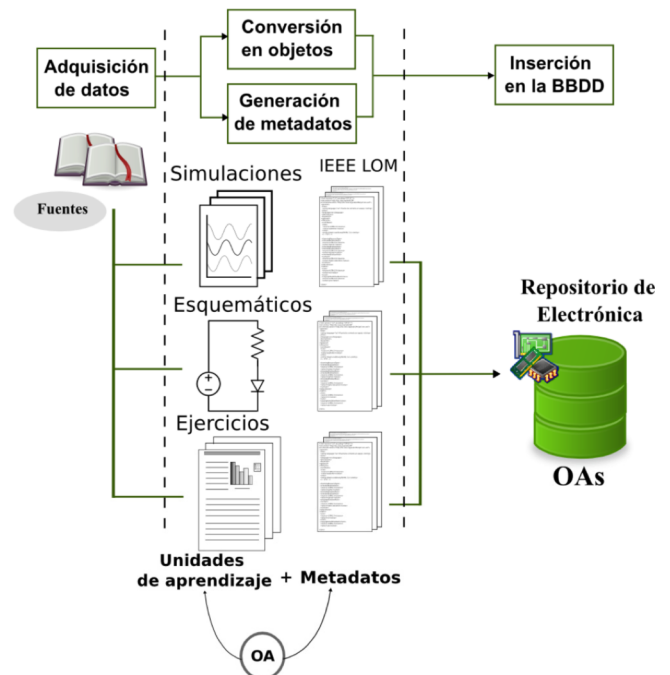 Conversión
en objetos
Adquisición
de datos
Generación
de metadatos
Inserción
en la BBDD
Fuentes
Simulaciones
IEEE LOM
Esquemáticos
Ejercicios
Repositorio de
Electrónica
OAs
Unidades
de aprendizaje + Metadatos
OA